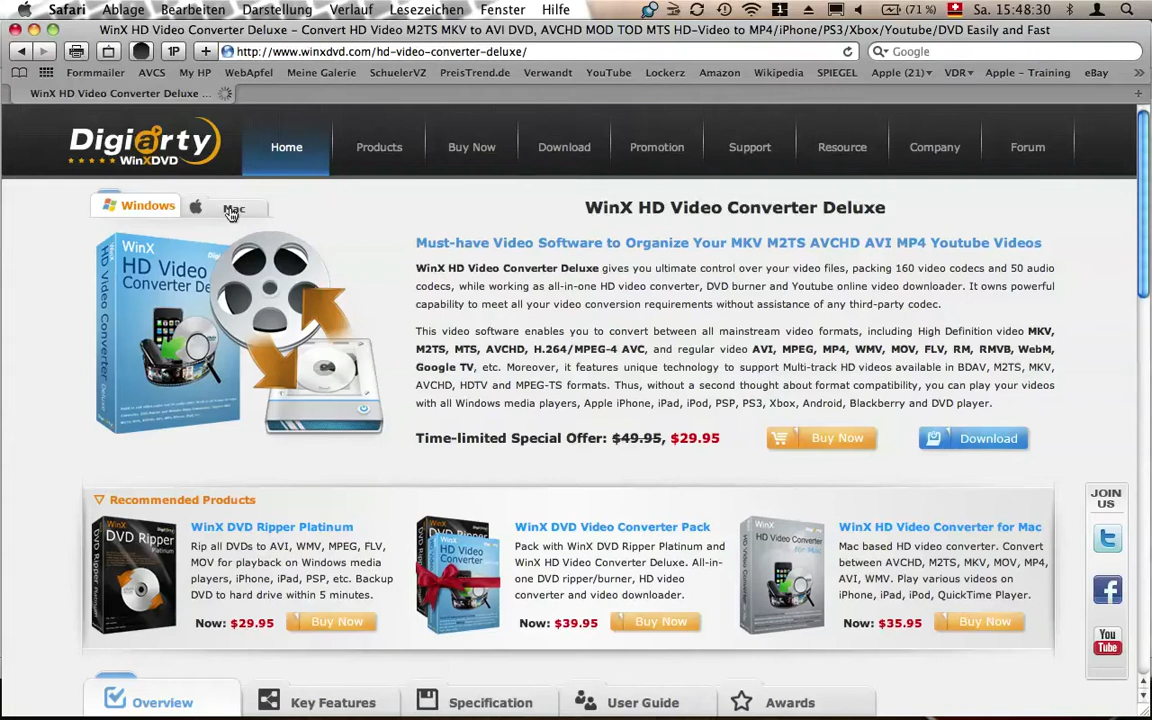 Safari Ablage Bearbeiten Darstellung Verlauf Lesezeichen Fenster Hilfe (71 %) Sa. 15:48:30
WinX HD Video Converter Deluxe - Convert HD Video M2TS MKV to AVI DVD, AVCHD MOD TOD MTS HD-Video to MP4/iPhone/PS3/Xbox/Youtube/DVD Easily and Fast
1P http://www.winxdvd.com/hd-video-converter-deluxe/ Google
Formmailer AVCS My HP WebApfel Meine Galerie SchuelerVZ PreisTrend.de Verwandt YouTube Lockerz Amazon Wikipedia SPIEGEL Apple (21) VDR Apple - Training eBay
WinX HD Video Converter Deluxe ...
Digiarty
WinXDVD
Home Products Buy Now Download Promotion Support Resource Company Forum
Windows Mac
WinX HD Video Converter Deluxe
Must-have Video Software to Organize Your MKV M2TS AVCHD AVI MP4 Youtube Videos
WinX HD Video Converter Deluxe gives you ultimate control over your video files, packing 160 video codecs and 50 audio
codecs, while working as all-in-one HD video converter, DVD burner and Youtube online video downloader. It owns powerful
capability to meet all your video conversion requirements without assistance of any third-party codec.
This video software enables you to convert between all mainstream video formats, including High Definition video MKV,
M2TS, MTS, AVCHD, H.264/MPEG-4 AVC, and regular video AVI, MPEG, MP4, WMV, MOV, FLV, RM, RMVB, WebM,
Google TV, etc. Moreover, it features unique technology to support Multi-track HD videos available in BDAV, M2TS, MKV,
AVCHD, HDTV and MPEG-TS formats. Thus, without a second thought about format compatibility, you can play your videos
with all Windows media players, Apple iPhone, iPad, iPod, PSP, PS3, Xbox, Android, Blackberry and DVD player.
Time-limited Special Offer: $49.95, $29.95 Buy Now Download
WinX
HD Video
HD Video Converter Deluxe
Recommended Products
WinX DVD Ripper Platinum
Rip all DVDs to AVI, WMV, MPEG, FLV,
MOV for playback on Windows media
players, iPhone, iPad, PSP, etc. Backup
DVD to hard drive within 5 minutes.
Now: $29.95 Buy Now
WinX DVD Video Converter Pack
Pack with WinX DVD Ripper Platinum and
WinX HD Video Converter Deluxe. All-in-
one DVD ripper/burner, HD video
converter and video downloader.
Now: $39.95 Buy Now
WinX HD Video Converter for Mac
Mac based HD video converter. Convert
between AVCHD, M2TS, MKV, MOV, MP4,
AVI, WMV. Play various videos on
iPhone, iPad, iPod, QuickTime Player.
Now: $35.95 Buy Now
JOIN
US
You
Tube
Overview Key Features Specification User Guide Awards